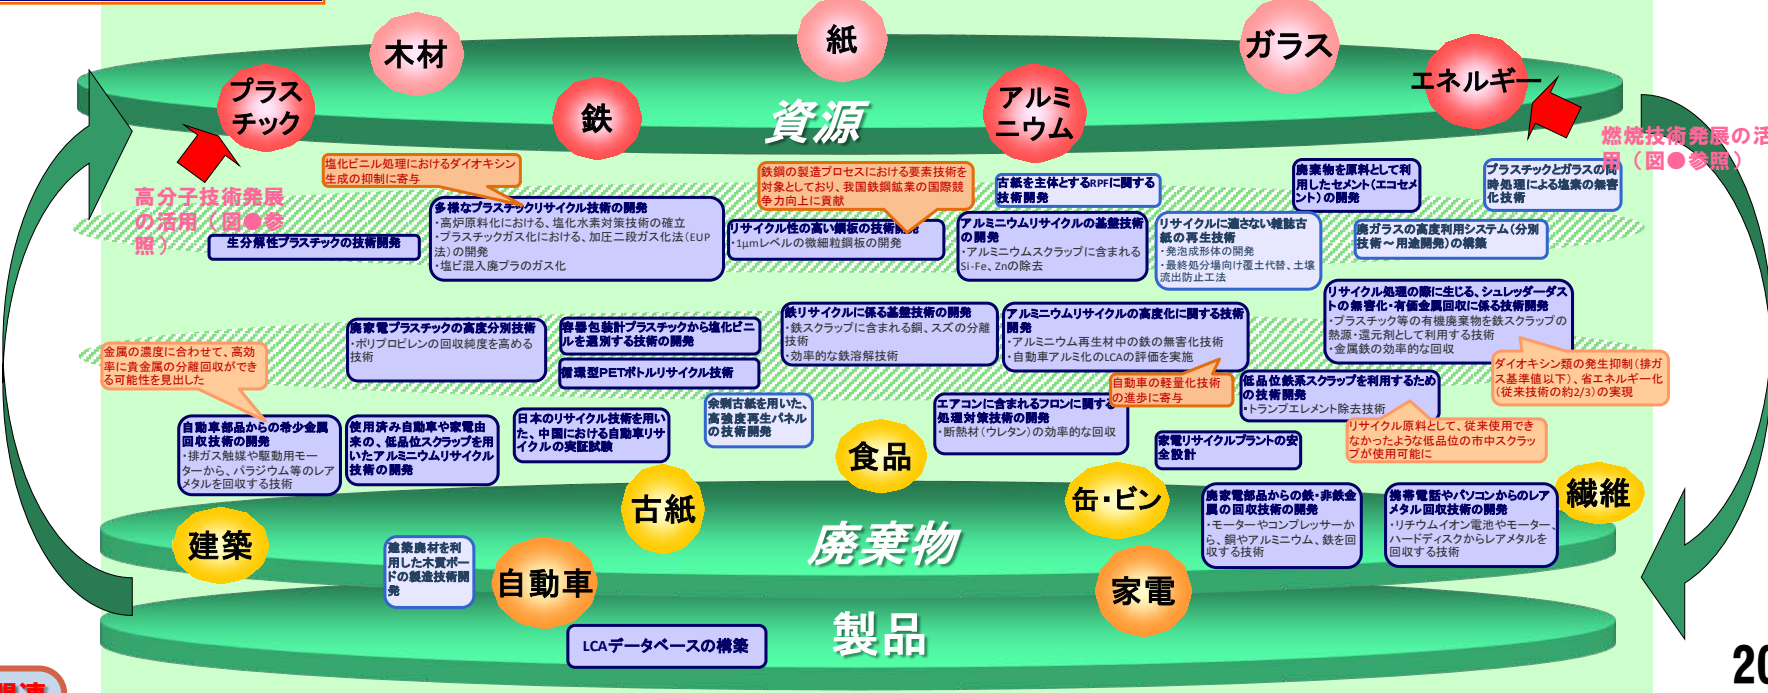 木材
紙
ガラス
プラス
チック
鉄
アルミ
ニウム
エネルギー
資源
高分子技術発展
の活用(図●参
照)
燃焼技術発展の活
用(図●参照)
塩化ビニル処理におけるダイオキシン
生成の抑制に寄与
鉄鋼の製造プロセスにおける要素技術を
対象としており、我国鉄鋼鉱業の国際競
争力向上に貢献
古紙を主体とするRPFに関する
技術開発
廃棄物を原料として利
用したセメント(エコセメ
ント)の開発
プラスチックとガラスの同
時処理による塩素の無害
化技術
生分解性プラスチックの技術開発
多様なプラスチックリサイクル技術の開発
・高炉原料化における、塩化水素対策技術の確立
・プラスチックガス化における、加圧二段ガス化法(EUP
法)の開発
・塩ビ混入廃プラのガス化
リサイクル性の高い鋼板の技術開発
・1μmレベルの微細粒鋼板の開発
アルミニウムリサイクルの基盤技術
の開発
・アルミニウムスクラップに含まれる
Si-Fe、Znの除去
リサイクルに適さない雑誌古
紙の再生技術
・発泡成形体の開発
・最終処分場向け覆土代替、土壌
流出防止工法
廃ガラスの高度利用システム(分別
技術～用途開発)の構築
廃家電プラスチックの高度分別技術
・ポリプロピレンの回収純度を高める
技術
容器包装計プラスチックから塩化ビニ
ルを選別する技術の開発
循環型PETボトルリサイクル技術
鉄リサイクルに係る基盤技術の開発
・鉄スクラップに含まれる銅、スズの分離
技術
・効率的な鉄溶解技術
アルミニウムリサイクルの高度化に関する技術
開発
・アルミニウム再生材中の鉄の無害化技術
・自動車アルミ化のLCAの評価を実施
リサイクル処理の際に生じる、シュレッダーダス
トの無害化・有価金属回収に係る技術開発
・プラスチック等の有機廃棄物を鉄スクラップの
熱源・還元剤として利用する技術
・金属鉄の効率的な回収
金属の濃度に合わせて、高効
率に貴金属の分離回収ができ
る可能性を見出した
自動車の軽量化技術
の進歩に寄与
ダイオキシン類の発生抑制(排ガ
ス基準値以下)、省エネルギー化
(従来技術の約2/3)の実現
低品位鉄系スクラップを利用するため
の技術開発
・トランプエレメント除去技術
リサイクル原料として、従来使用でき
なかったような低品位の市中スクラッ
プが使用可能に
自動車部品からの希少金属
回収技術の開発
・排ガス触媒や駆動用モー
ターから、パラジウム等のレア
メタルを回収する技術
使用済み自動車や家電由
来の、低品位スクラップを用
いたアルミニウムリサイクル
技術の開発
日本のリサイクル技術を用い
た、中国における自動車リサ
イクルの実証試験
余剰古紙を用いた、
高強度再生パネル
の技術開発
エアコンに含まれるフロンに関する
処理対策技術の開発
・断熱材(ウレタン)の効率的な回収
家電リサイクルプラントの安
全設計
食品
古紙
缶・ビン
繊維
建築
廃家電部品からの鉄・非鉄金
属の回収技術の開発
・モーターやコンプレッサーか
ら、銅やアルミニウム、鉄を回
収する技術
携帯電話やパソコンからのレア
メタル回収技術の開発
・リチウムイオン電池やモーター、
ハードディスクからレアメタルを
回収する技術
廃棄物
建築廃材を利
用した木質ボー
ドの製造技術開
発
自動車
家電
製品
LCAデータベースの構築
20